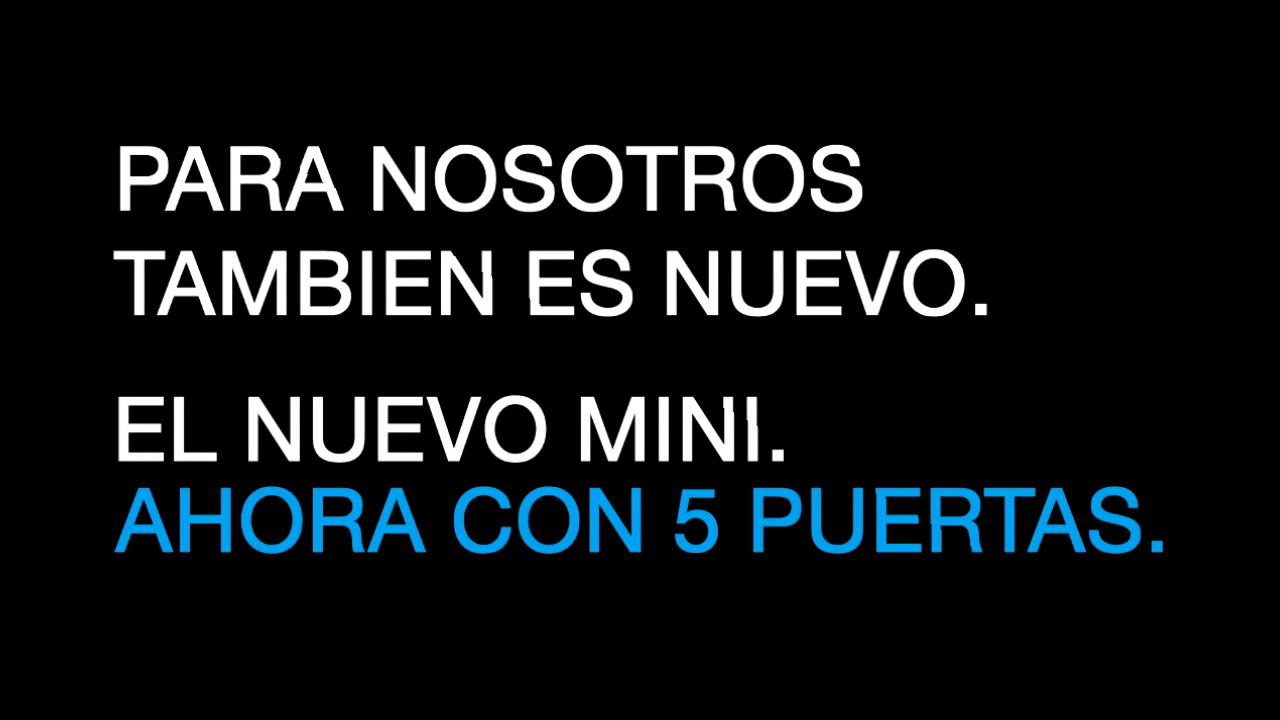 PARA NOSOTROS
TAMBIEN ES NUEVO.
EL NUEVO MINI.
AHORA CON 5 PUERTAS.